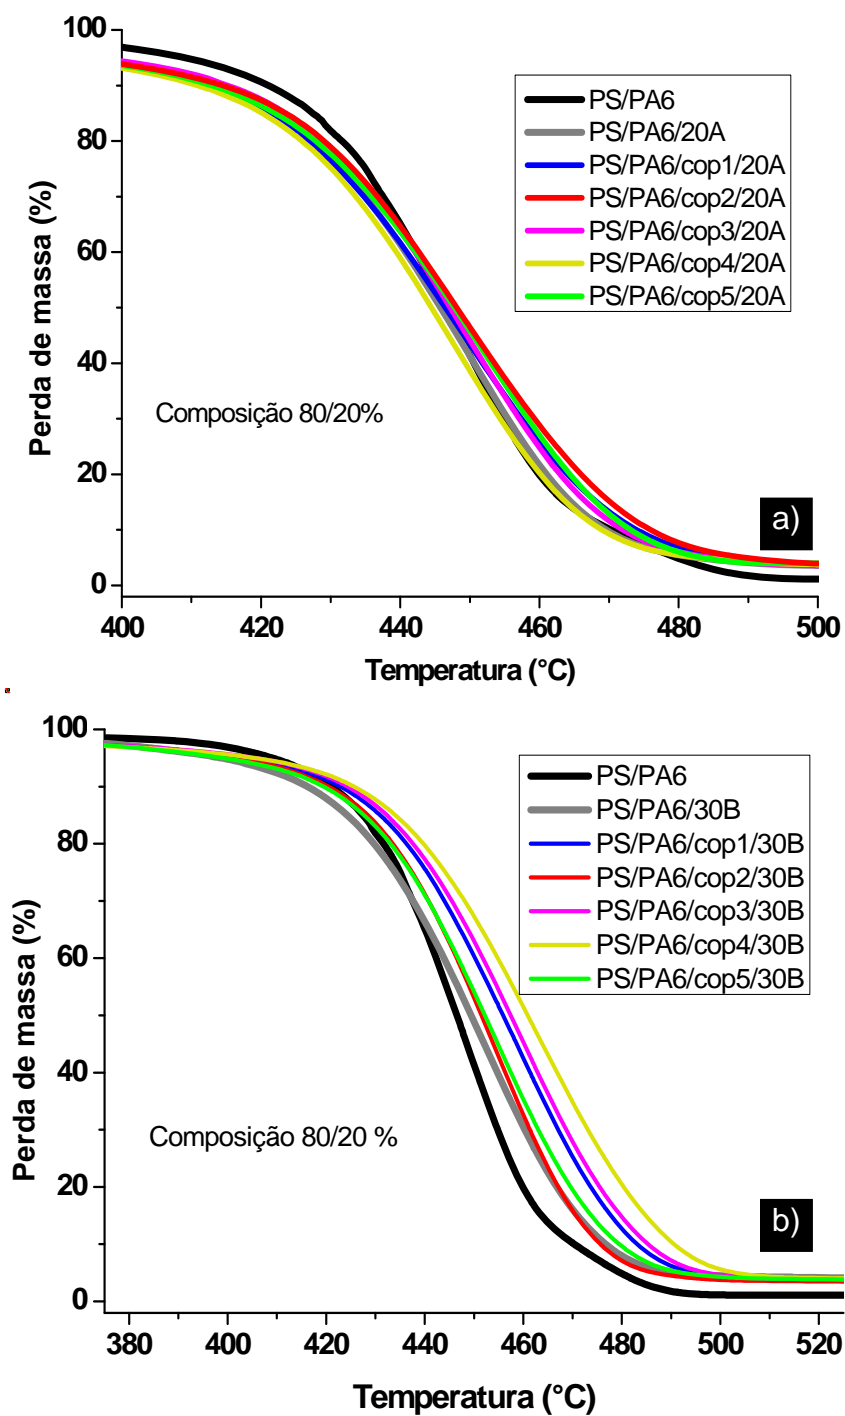 100
80
60
40
20
0
Perda de massa (%)
PS/PA6
PS/PA6/20A
PS/PA6/cop1/20A
PS/PA6/cop2/20A
PS/PA6/cop3/20A
PS/PA6/cop4/20A
PS/PA6/cop5/20A
Composição 80/20%
a)
400 420 440 460 480 500
Temperatura (°C)
100
80
60
40
20
0
Perda de massa (%)
PS/PA6
PS/PA6/30B
PS/PA6/cop1/30B
PS/PA6/cop2/30B
PS/PA6/cop3/30B
PS/PA6/cop4/30B
PS/PA6/cop5/30B
Composição 80/20 %
b)
380 400 420 440 460 480 500 520
Temperatura (°C)